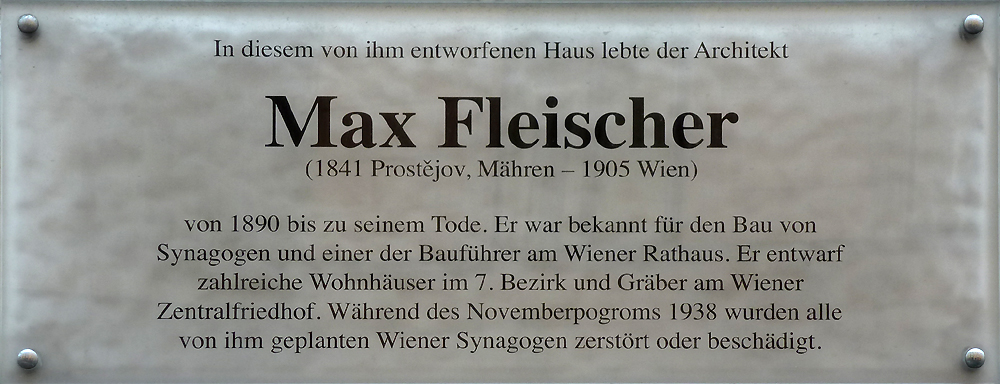 In diesem von ihm entworfenen Haus lebte der Architekt
Max Fleischer
(1841 Prostějov, Mähren – 1905 Wien)
von 1890 bis zu seinem Tode. Er war bekannt für den Bau von
Synagogen und einer der Bauführer am Wiener Rathaus. Er entwarf
zahlreiche Wohnhäuser im 7. Bezirk und Gräber am Wiener
Zentralfriedhof. Während des Novemberpogroms 1938 wurden alle
von ihm geplanten Wiener Synagogen zerstört oder beschädigt.